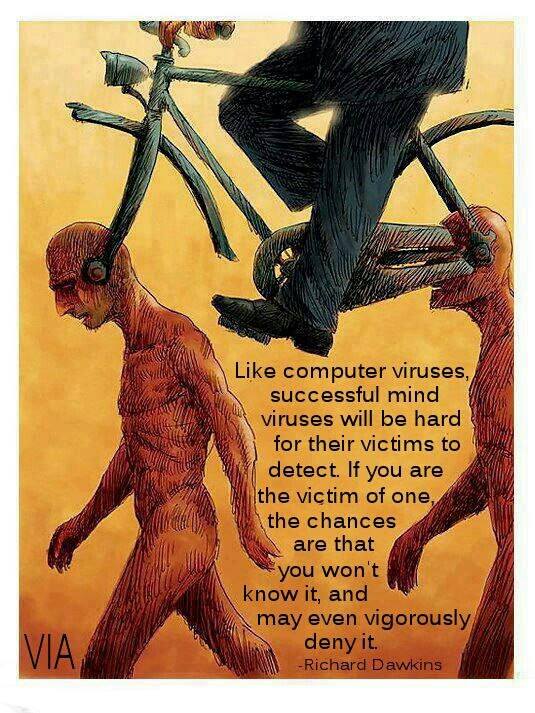 Like computer viruses,
successful mind
viruses will be hard
for their victims to
detect. If you are
the victim of one,
the chances
are that
you won't
know it, and
may even vigorously
deny it.
-Richard Dawkins
VIA